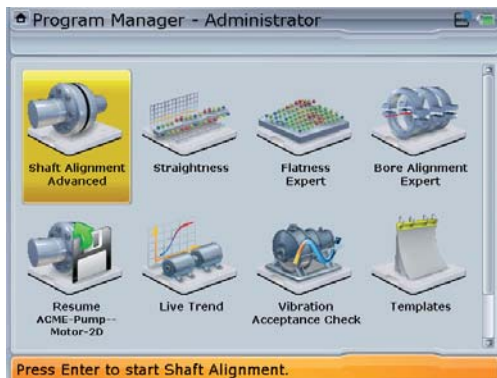 Program Manager - Administrator
Shaft Alignment
Advanced
Straightness
Flatness
Expert
Bore Alignment
Expert
Resume
ACME-Pump--
Motor-2D
Live Trend
Vibration
Acceptance Check
Templates
Press Enter to start Shaft Alignment.